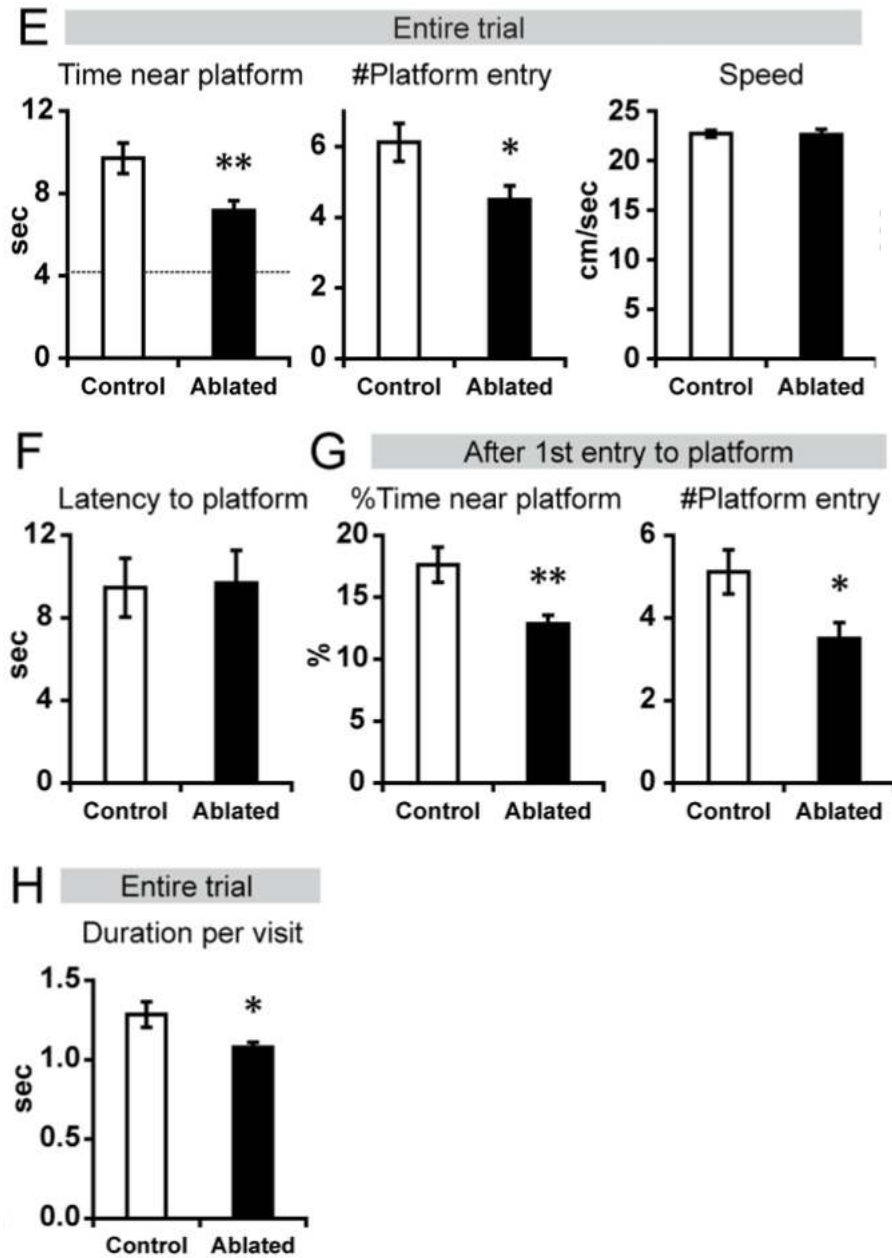 E Entire trial
Time near platform #Platform entry Speed
12
8
4
0
sec
**
Control Ablated
6
4
2
0
*
Control Ablated
25
20
15
10
5
0
cm/sec
Control Ablated
F G After 1st entry to platform
Latency to platform %Time near platform #Platform entry
12
8
4
0
sec
Control Ablated
20
15
10
5
0
%
**
Control Ablated
6
4
2
0
*
Control Ablated
H Entire trial
Duration per visit
1.5
1.0
0.5
0.0
sec
*
Control Ablated